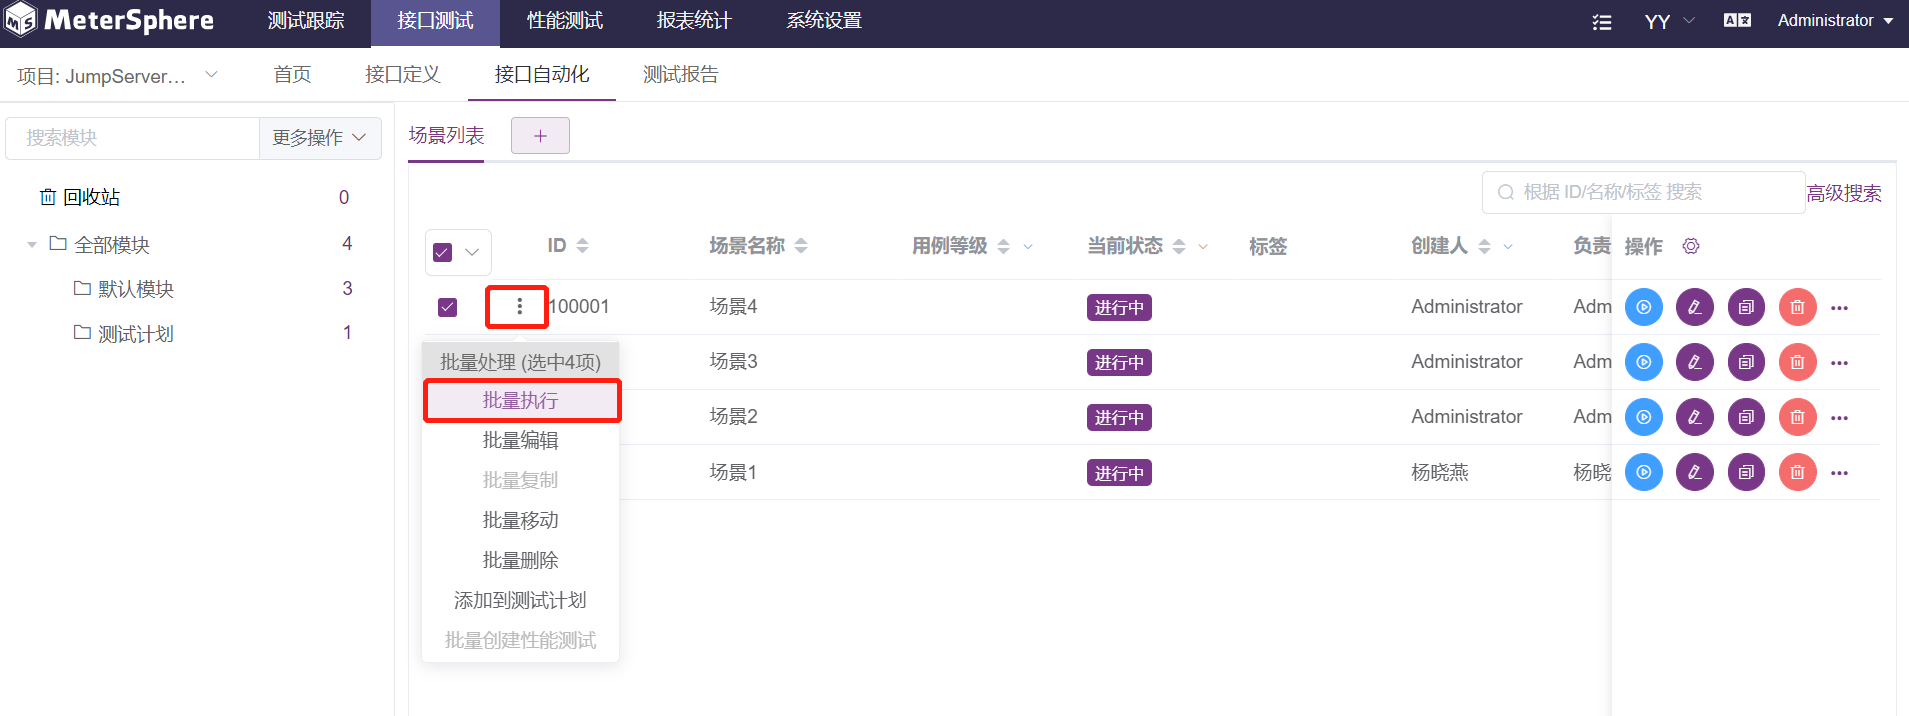 MeterSphere 测试跟踪 接口测试 性能测试 报表统计 系统设置 YY Administrator
项目: JumpServer... 首页 接口定义 接口自动化 测试报告
搜索模块 更多操作
回收站 0
全部模块 4
默认模块 3
测试计划 1
场景列表 +
根据 ID/名称/标签 搜索 高级搜索
ID 场景名称 用例等级 当前状态 标签 创建人 负责 操作
100001 场景4 进行中 Administrator Adm
场景3 进行中 Administrator Adm
场景2 进行中 Administrator Adm
场景1 进行中 杨晓燕 杨晓
批量处理 (选中4项)
批量执行
批量编辑
批量复制
批量移动
批量删除
添加到测试计划
批量创建性能测试